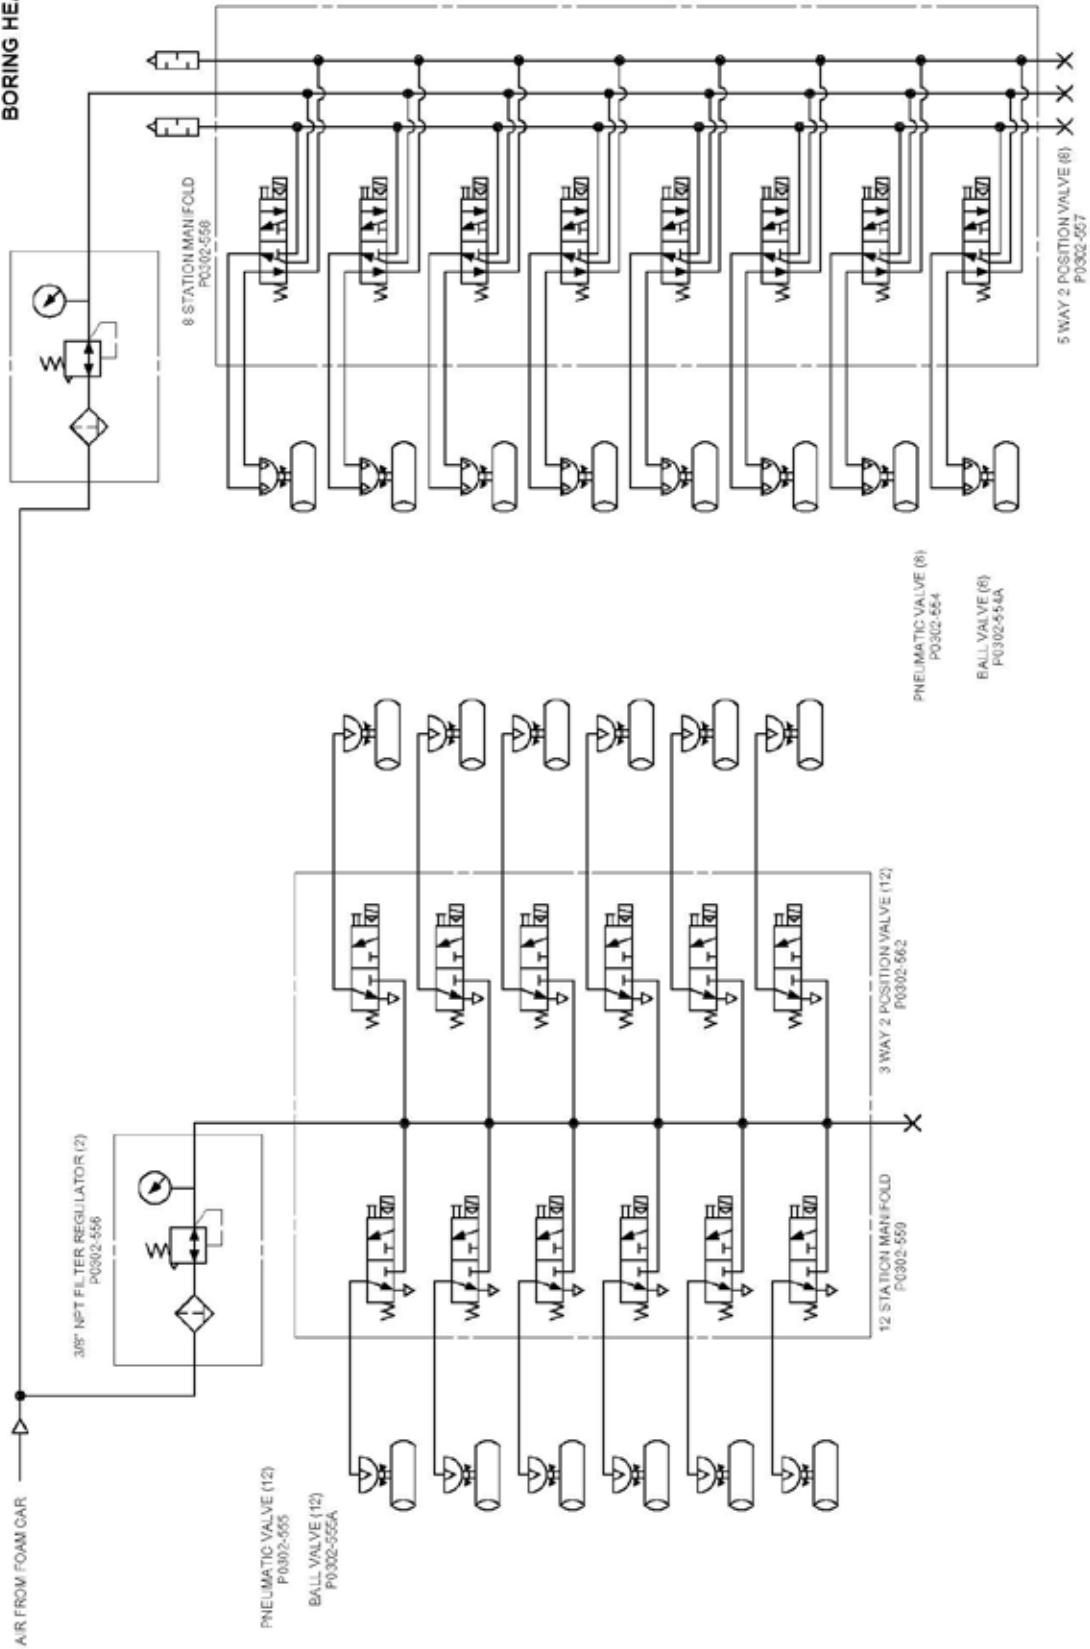 BORING HEA
AIR FROM FOAM CAR
3/8" NPT FILTER REGULATOR (2)
P0302-556
8 STATION MANIFOLD
P0302-558
PNEUMATIC VALVE (12)
P0302-555
BALL VALVE (12)
P0302-555A
12 STATION MANIFOLD
P0302-559
3 WAY 2 POSITION VALVE (12)
P0302-562
PNEUMATIC VALVE (8)
P0302-554
BALL VALVE (8)
P0302-554A
5 WAY 2 POSITION VALVE (8)
P0302-557